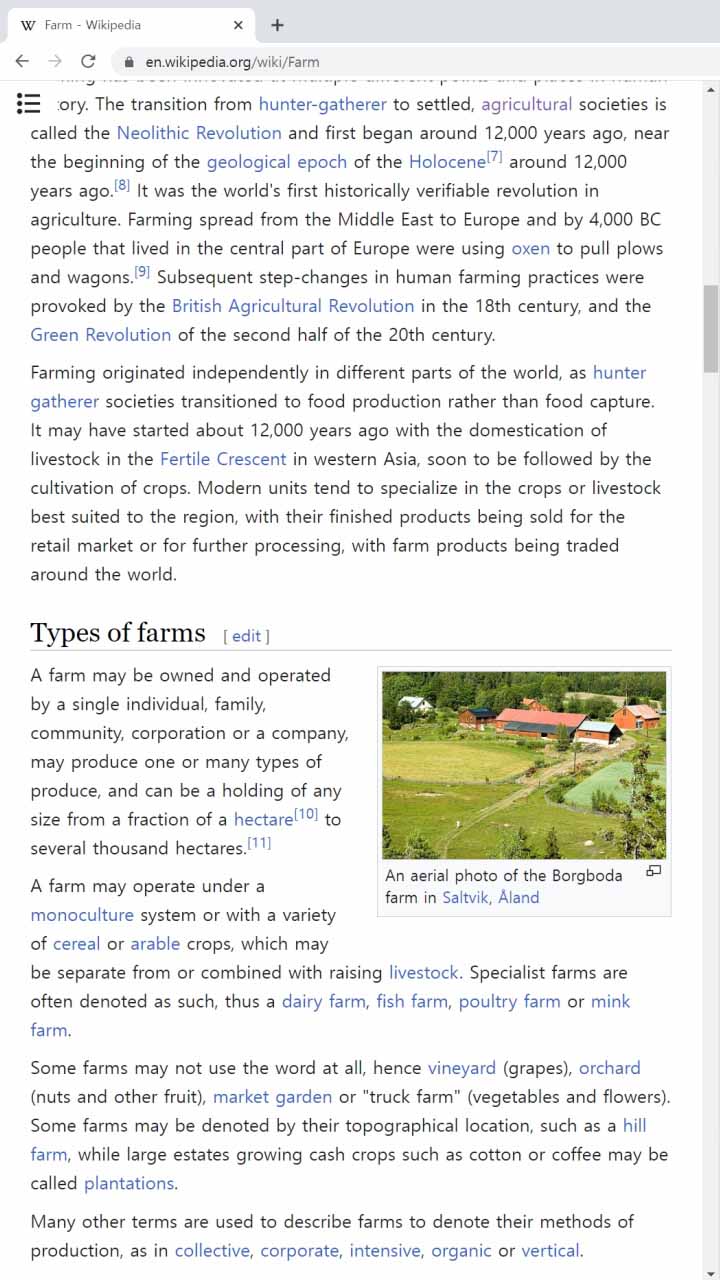 Farm - Wikipedia
en.wikipedia.org/wiki/Farm
tory. The transition from hunter-gatherer to settled, agricultural societies is
called the Neolithic Revolution and first began around 12,000 years ago, near
the beginning of the geological epoch of the Holocene[7] around 12,000
years ago.[8] It was the world's first historically verifiable revolution in
agriculture. Farming spread from the Middle East to Europe and by 4,000 BC
people that lived in the central part of Europe were using oxen to pull plows
and wagons.[9] Subsequent step-changes in human farming practices were
provoked by the British Agricultural Revolution in the 18th century, and the
Green Revolution of the second half of the 20th century.
Farming originated independently in different parts of the world, as hunter
gatherer societies transitioned to food production rather than food capture.
It may have started about 12,000 years ago with the domestication of
livestock in the Fertile Crescent in western Asia, soon to be followed by the
cultivation of crops. Modern units tend to specialize in the crops or livestock
best suited to the region, with their finished products being sold for the
retail market or for further processing, with farm products being traded
around the world.
Types of farms [ edit ]
A farm may be owned and operated
by a single individual, family,
community, corporation or a company,
may produce one or many types of
produce, and can be a holding of any
size from a fraction of a hectare[10] to
several thousand hectares.[11]
An aerial photo of the Borgboda
farm in Saltvik, Åland
A farm may operate under a
monoculture system or with a variety
of cereal or arable crops, which may
be separate from or combined with raising livestock. Specialist farms are
often denoted as such, thus a dairy farm, fish farm, poultry farm or mink
farm.
Some farms may not use the word at all, hence vineyard (grapes), orchard
(nuts and other fruit), market garden or "truck farm" (vegetables and flowers).
Some farms may be denoted by their topographical location, such as a hill
farm, while large estates growing cash crops such as cotton or coffee may be
called plantations.
Many other terms are used to describe farms to denote their methods of
production, as in collective, corporate, intensive, organic or vertical.